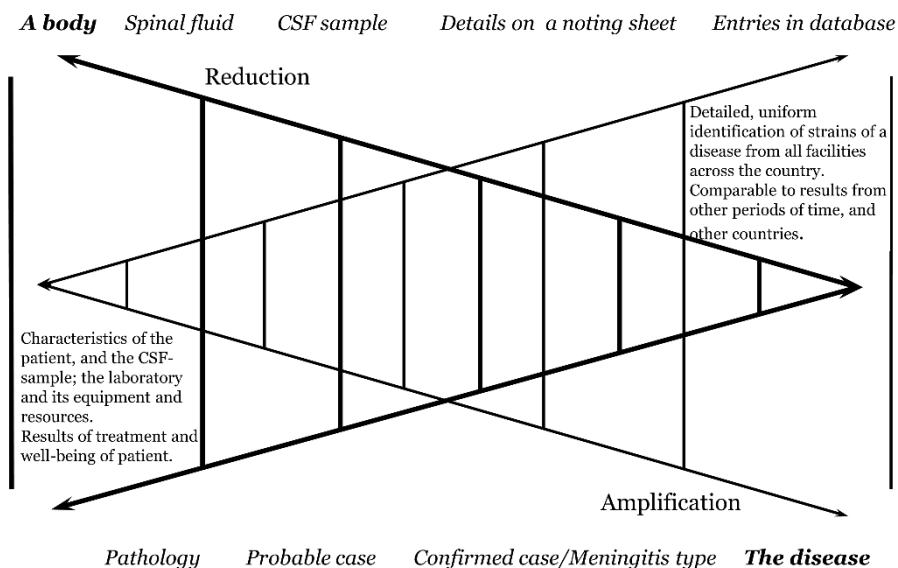 A body Spinal fluid CSF sample Details on a noting sheet Entries in database
Reduction
Detailed, uniform
identification of strains of a
disease from all facilities
across the country.
Comparable to results from
other periods of time, and
other countries.
Characteristics of the
patient, and the CSF-
sample; the laboratory
and its equipment and
resources.
Results of treatment and
well-being of patient.
Amplification
Pathology Probable case Confirmed case/Meningitis type The disease